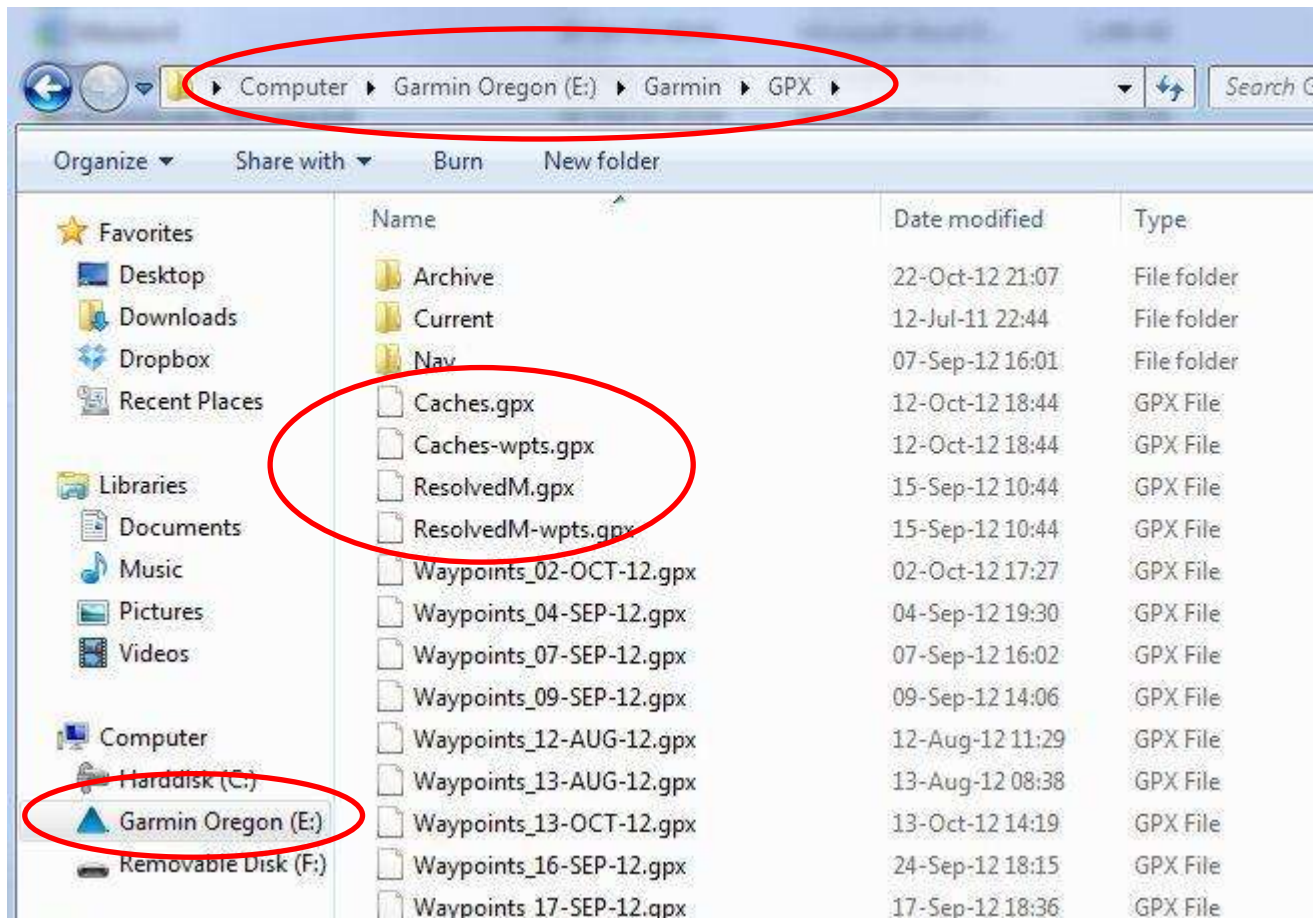 Computer Garmin Oregon (E:) Garmin GPX Search G
Organize Share with Burn New folder
Name Date modified Type
Favorites
Desktop
Downloads
Dropbox
Recent Places
Libraries
Documents
Music
Pictures
Videos
Computer
Harddisk (C:)
Garmin Oregon (E:)
Removable Disk (F:)
Archive 22-Oct-12 21:07 File folder
Current 12-Jul-11 22:44 File folder
Nav 07-Sep-12 16:01 File folder
Caches.gpx 12-Oct-12 18:44 GPX File
Caches-wpts.gpx 12-Oct-12 18:44 GPX File
ResolvedM.gpx 15-Sep-12 10:44 GPX File
ResolvedM-wpts.gpx 15-Sep-12 10:44 GPX File
Waypoints_02-OCT-12.gpx 02-Oct-12 17:27 GPX File
Waypoints_04-SEP-12.gpx 04-Sep-12 19:30 GPX File
Waypoints_07-SEP-12.gpx 07-Sep-12 16:02 GPX File
Waypoints_09-SEP-12.gpx 09-Sep-12 14:06 GPX File
Waypoints_12-AUG-12.gpx 12-Aug-12 11:29 GPX File
Waypoints_13-AUG-12.gpx 13-Aug-12 08:38 GPX File
Waypoints_13-OCT-12.gpx 13-Oct-12 14:19 GPX File
Waypoints_16-SEP-12.gpx 24-Sep-12 18:15 GPX File
Waypoints_17-SEP-12.gpx 17-Sep-12 18:36 GPX File